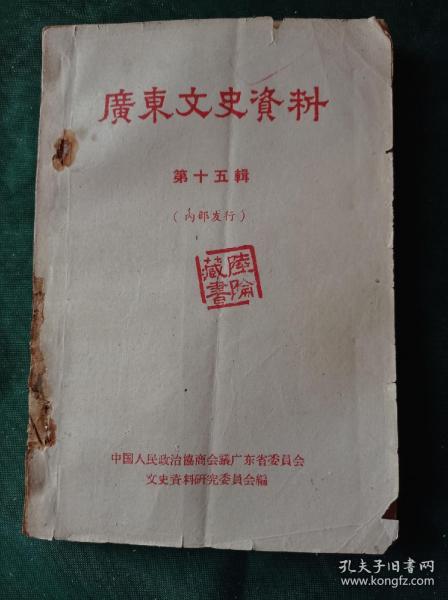 廣東文史資料
第十五輯
(内部发行)
陸
藏書
中国人民政治協商会議广东省委員会
文史資料研究委員会編
孔夫子旧书网
www.kongfz.com